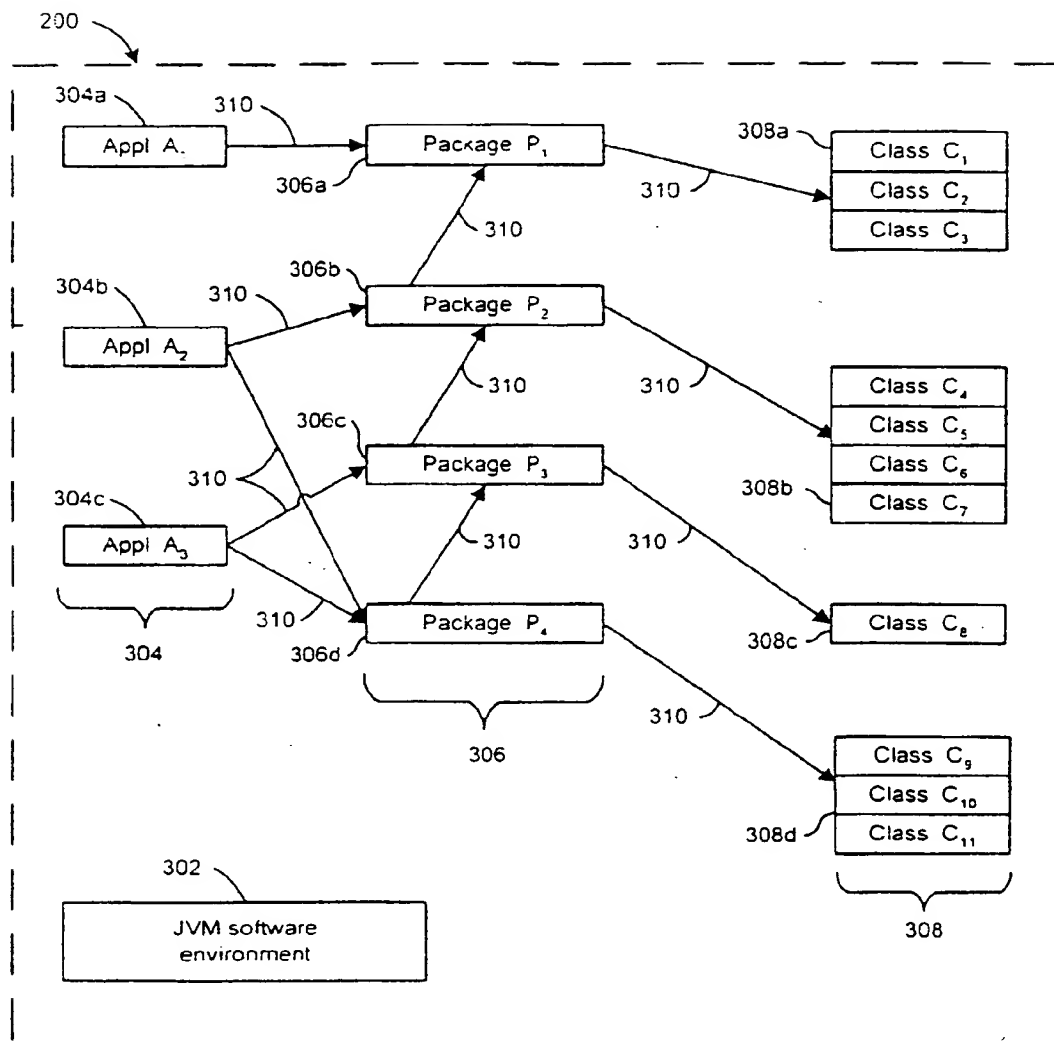 200
304a
310
Appl A
Package P₁
306a
308a
Class C₁
Class C₂
Class C₃
310
310
306b
304b
310
Package P₂
Appl A₂
310
310
306c
Class C₄
Class C₅
Class C₆
Class C₇
308b
310
Package P₃
304c
Appl A₃
310
310
310
Package P₄
306d
304
Class C₈
308c
310
306
Class C₉
Class C₁₀
Class C₁₁
308d
302
JVM software
environment
308